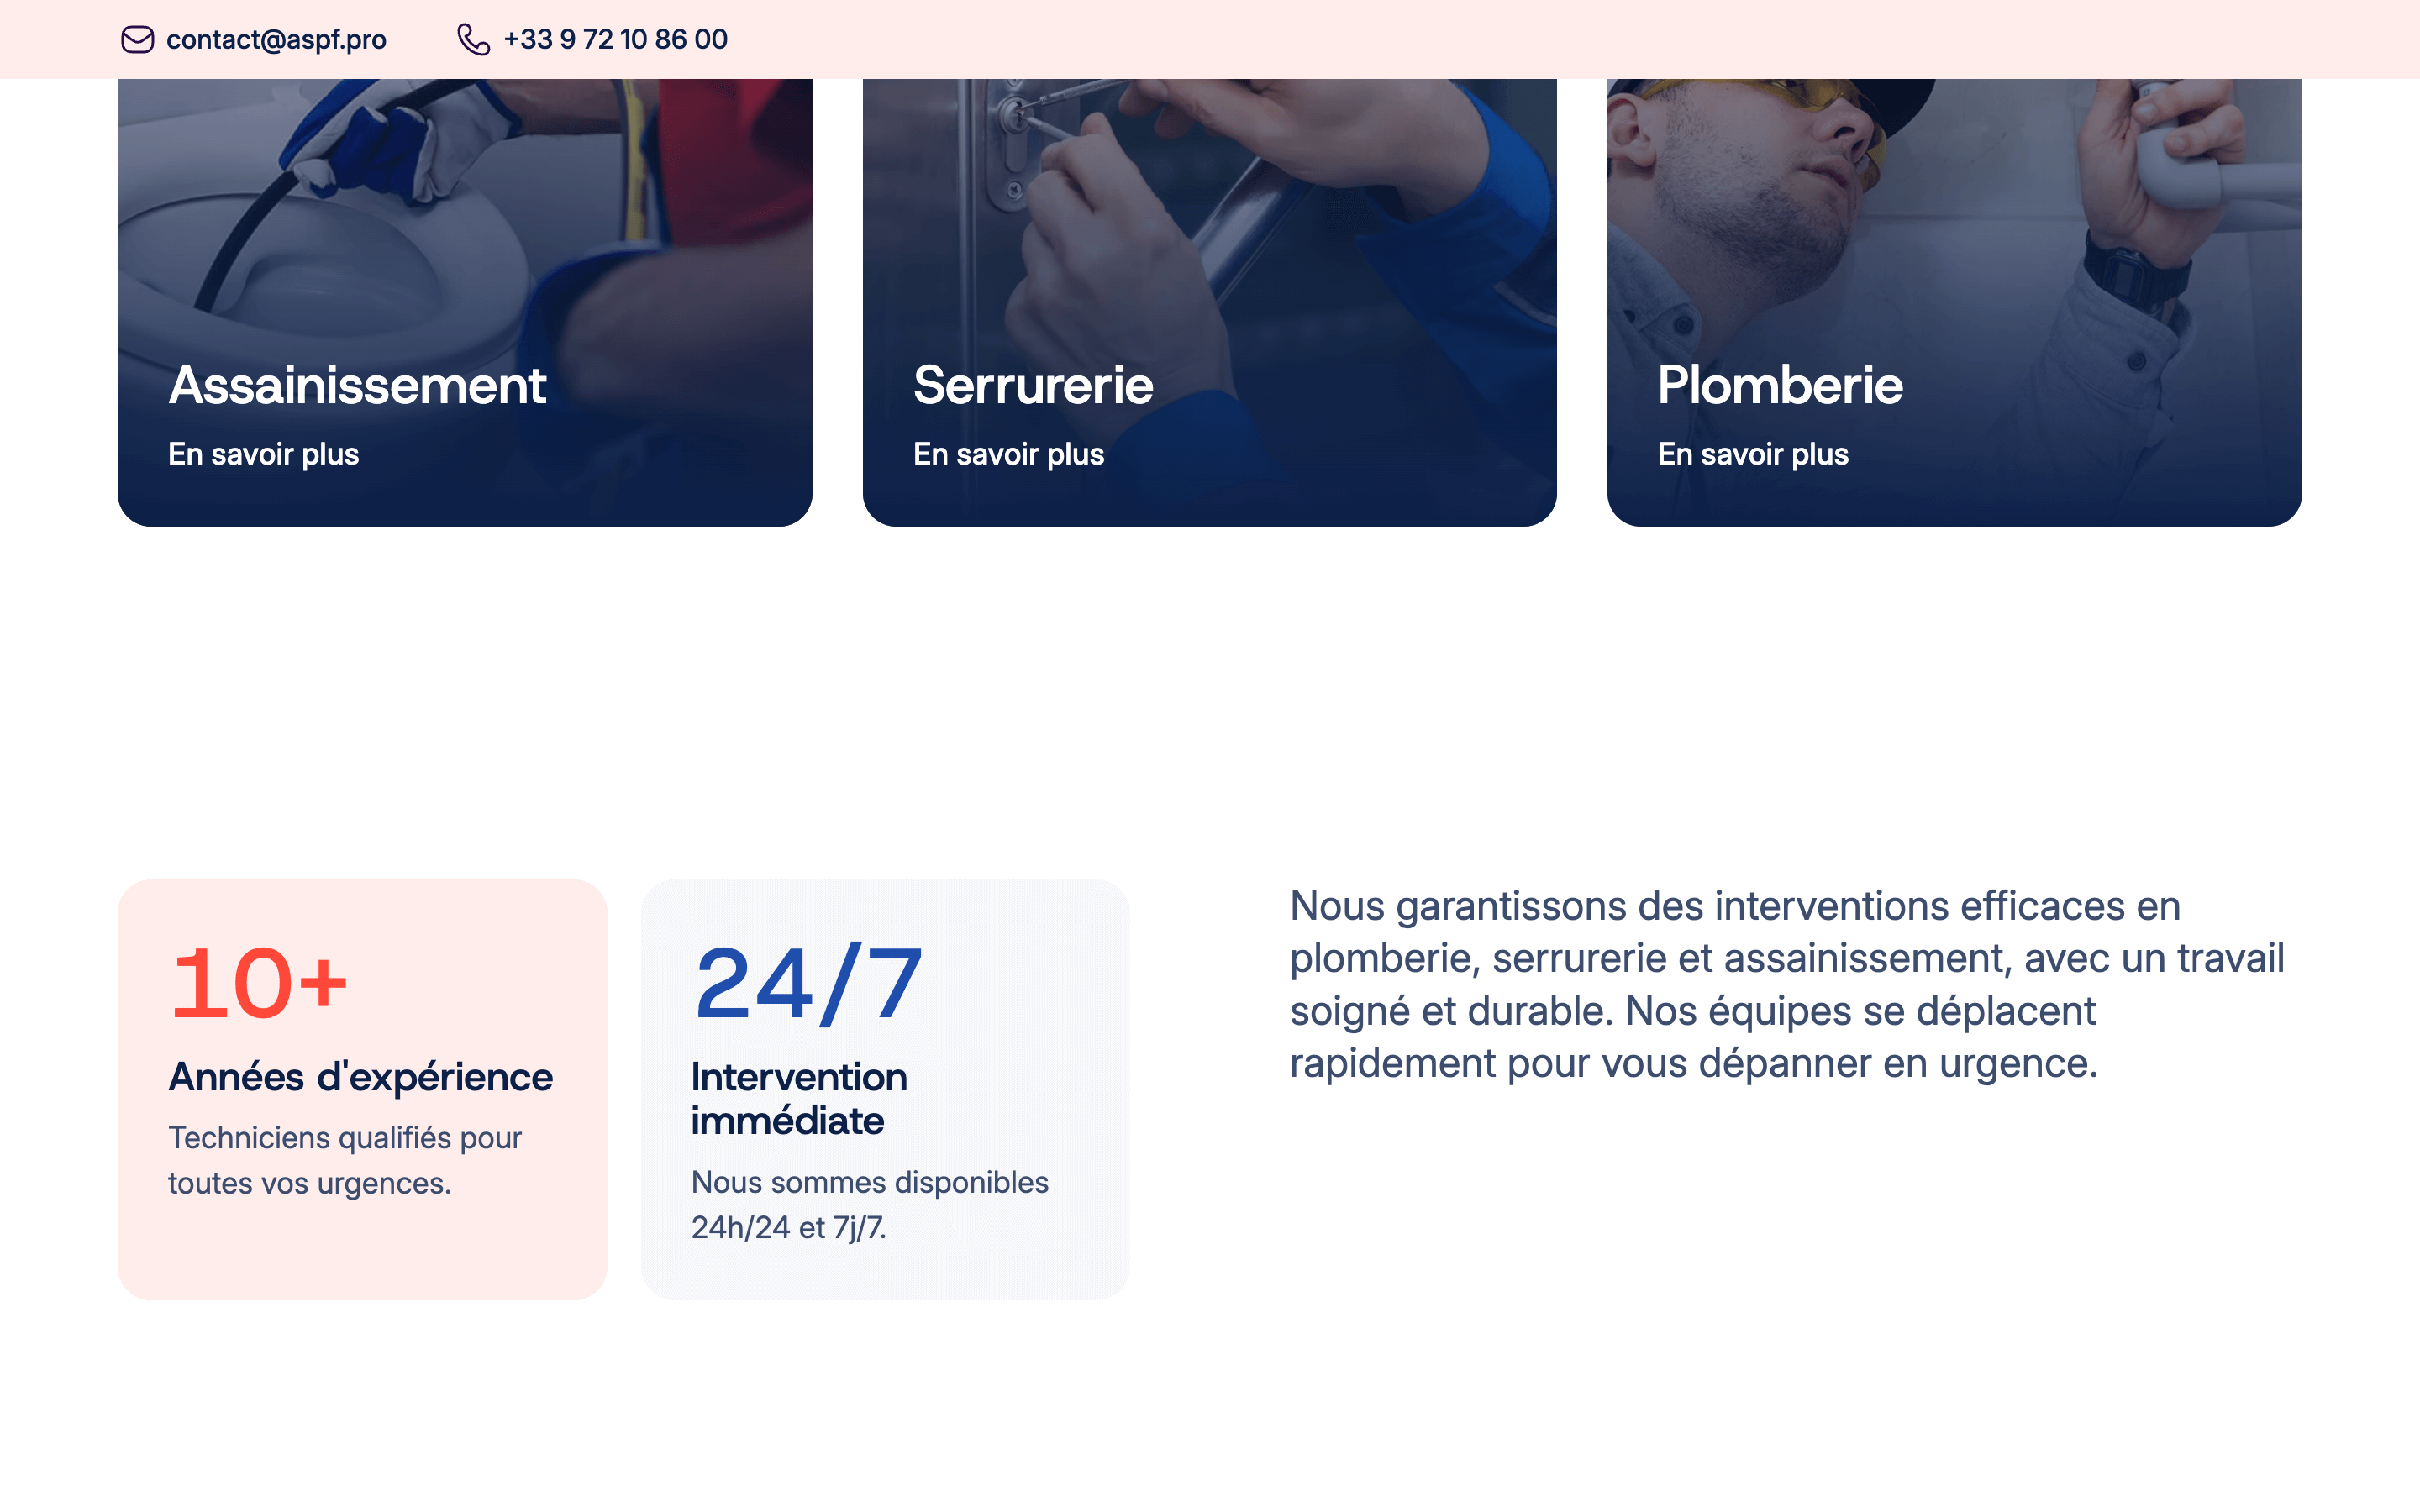 contact@aspf.pro
+33 9 72 10 86 00
Assainissement
En savoir plus
Serrurerie
En savoir plus
Plomberie
En savoir plus
10+
Années d'expérience
Techniciens qualifiés pour
toutes vos urgences.
24/7
Intervention
immédiate
Nous sommes disponibles
24h/24 et 7j/7.
Nous garantissons des interventions efficaces en
plomberie, serrurerie et assainissement, avec un travail
soigné et durable. Nos équipes se déplacent
rapidement pour vous dépanner en urgence.